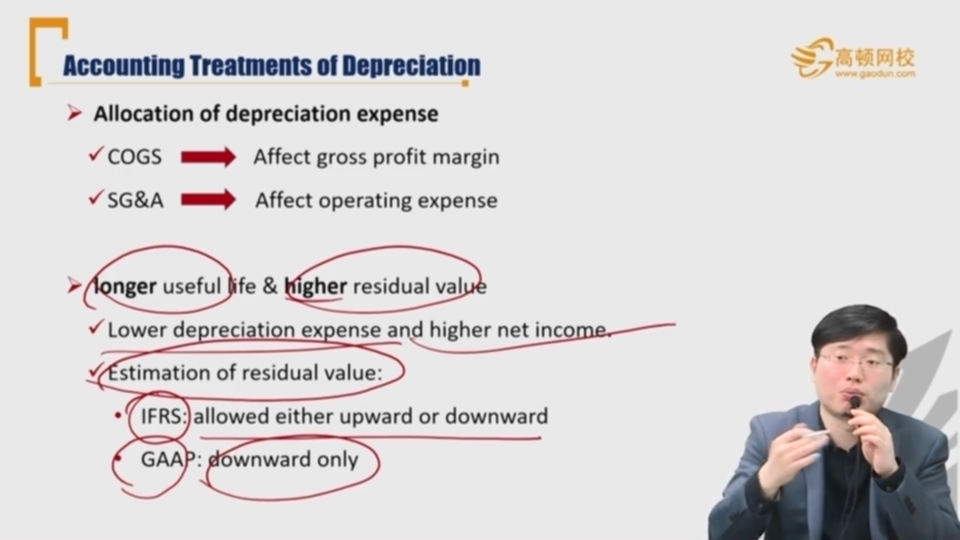 Accounting Treatments of Depreciation
高顿网校
www.gaodun.com
➢ Allocation of depreciation expense
✓COGS Affect gross profit margin
✓SG&A Affect operating expense
➢ longer useful life & higher residual value
✓Lower depreciation expense and higher net income.
✓Estimation of residual value:
• IFRS: allowed either upward or downward
• GAAP: downward only